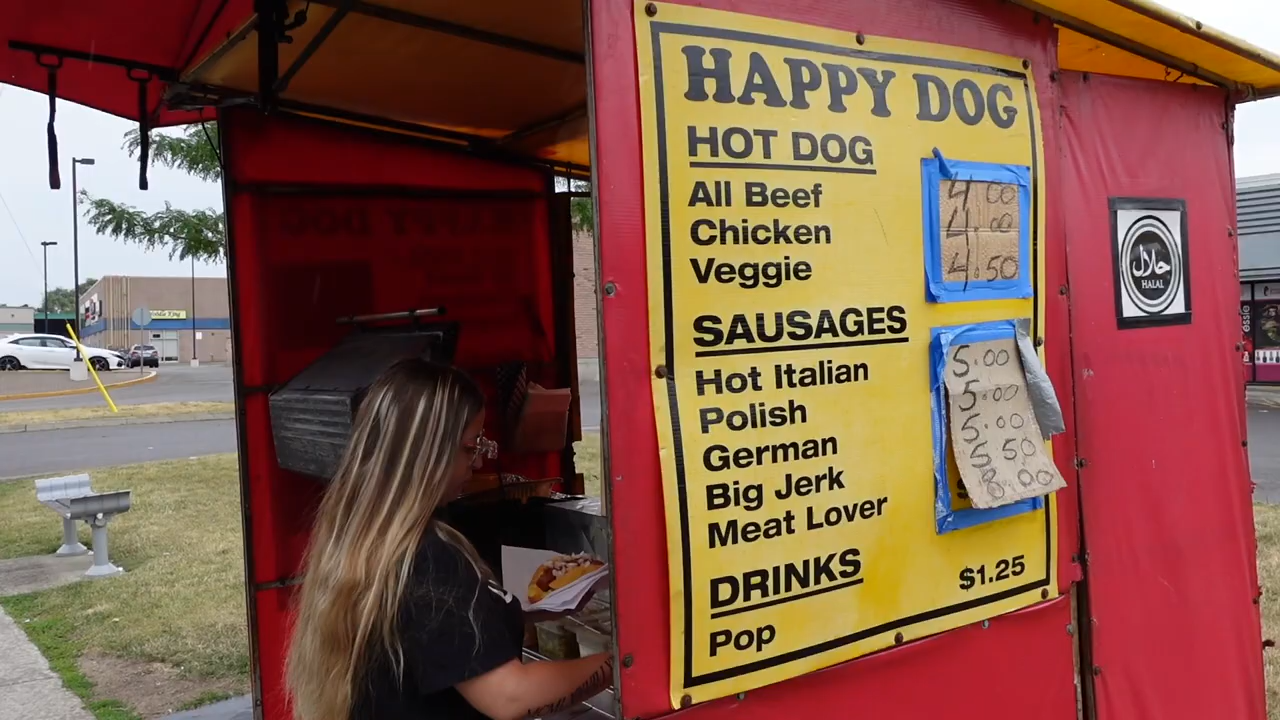 HAPPY DOG
HOT DOG
All Beef 4.00
Chicken 4.00
Veggie 4.50
SAUSAGES
Hot Italian 5.00
Polish 5.00
German 5.00
Big Jerk 5.50
Meat Lover 8.00
DRINKS
Pop $1.25
حلال
HALAL
essie